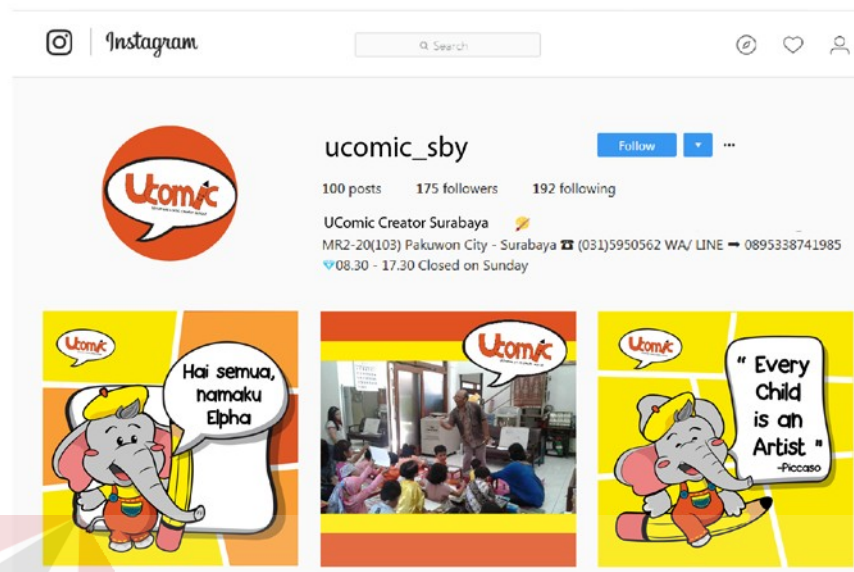 Instagram
Search
ucomic_sby
Follow
100 posts 175 followers 192 following
UComic Creator Surabaya
MR2-20(103) Pakuwon City - Surabaya ☎ (031)5950562 WA/ LINE ➡ 0895338741985
💎08.30 - 17.30 Closed on Sunday
Ucomic
Ucomic
Hai semua,
namaku
Elpha
Ucomic
Ucomic
" Every
Child
is an
Artist "
-Piccaso